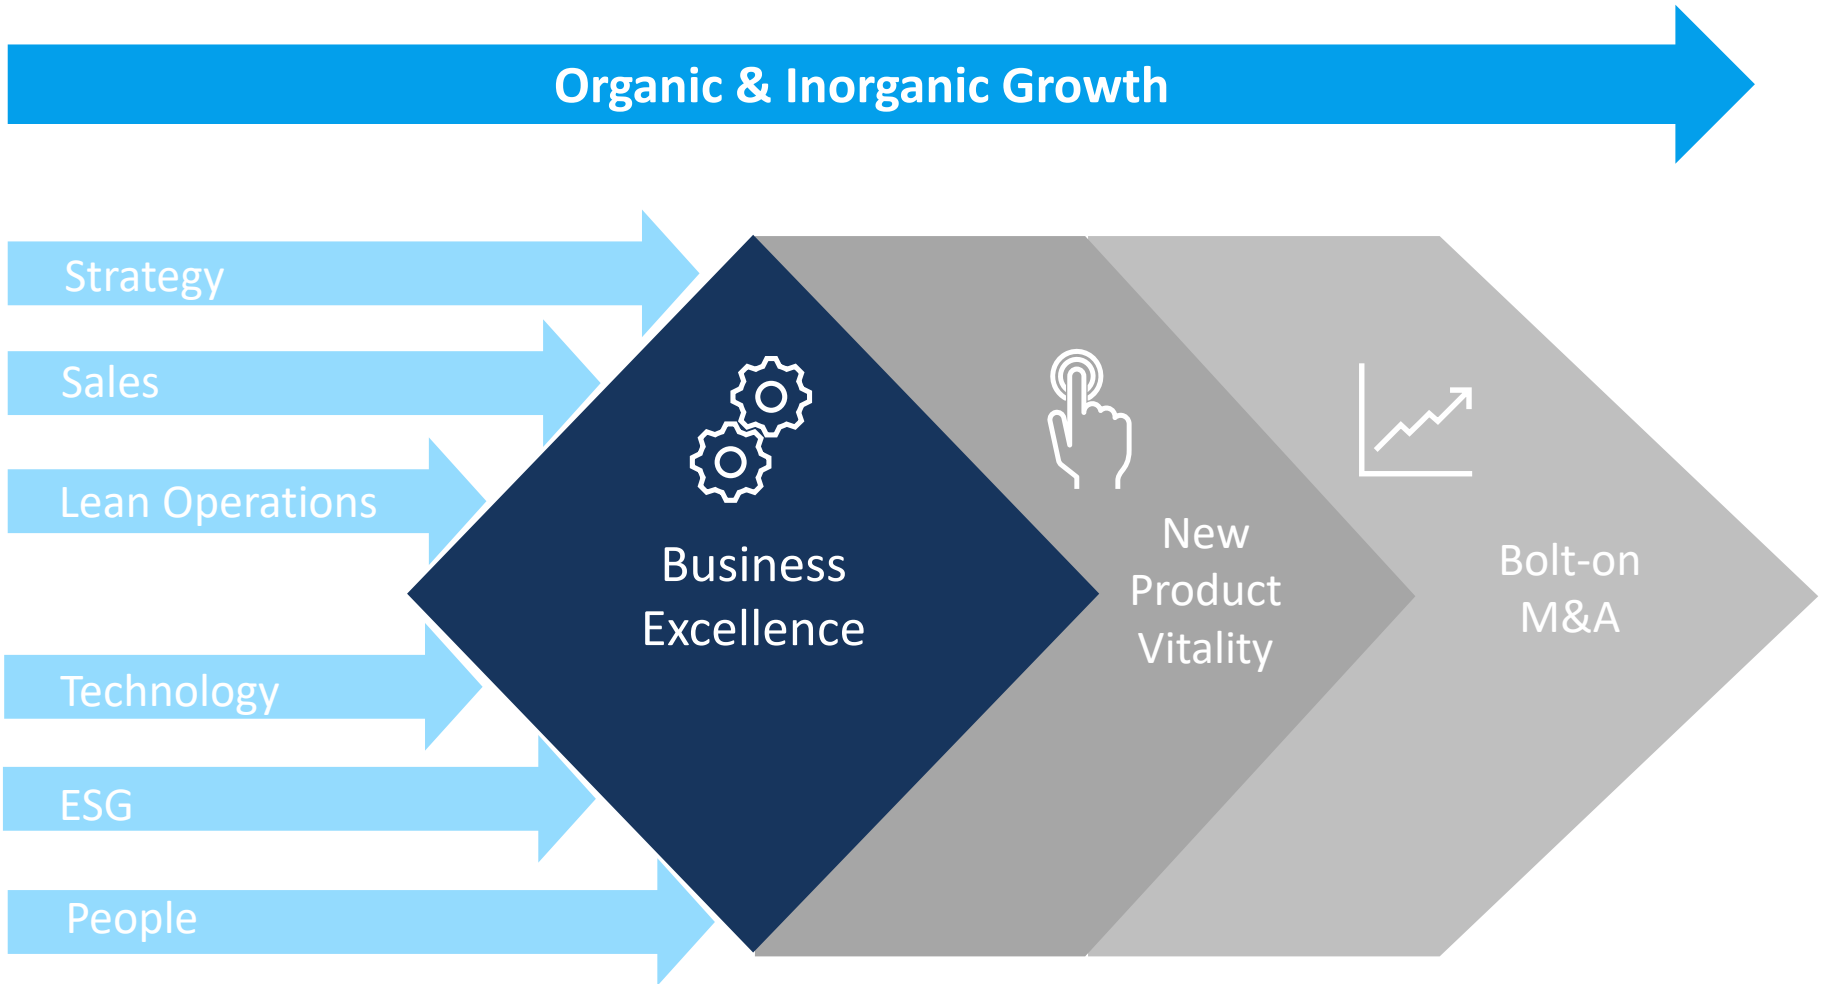 Organic & Inorganic Growth
Strategy
Sales
Lean Operations
Technology
ESG
People
Business
Excellence
New
Product
Vitality
Bolt-on
M&A